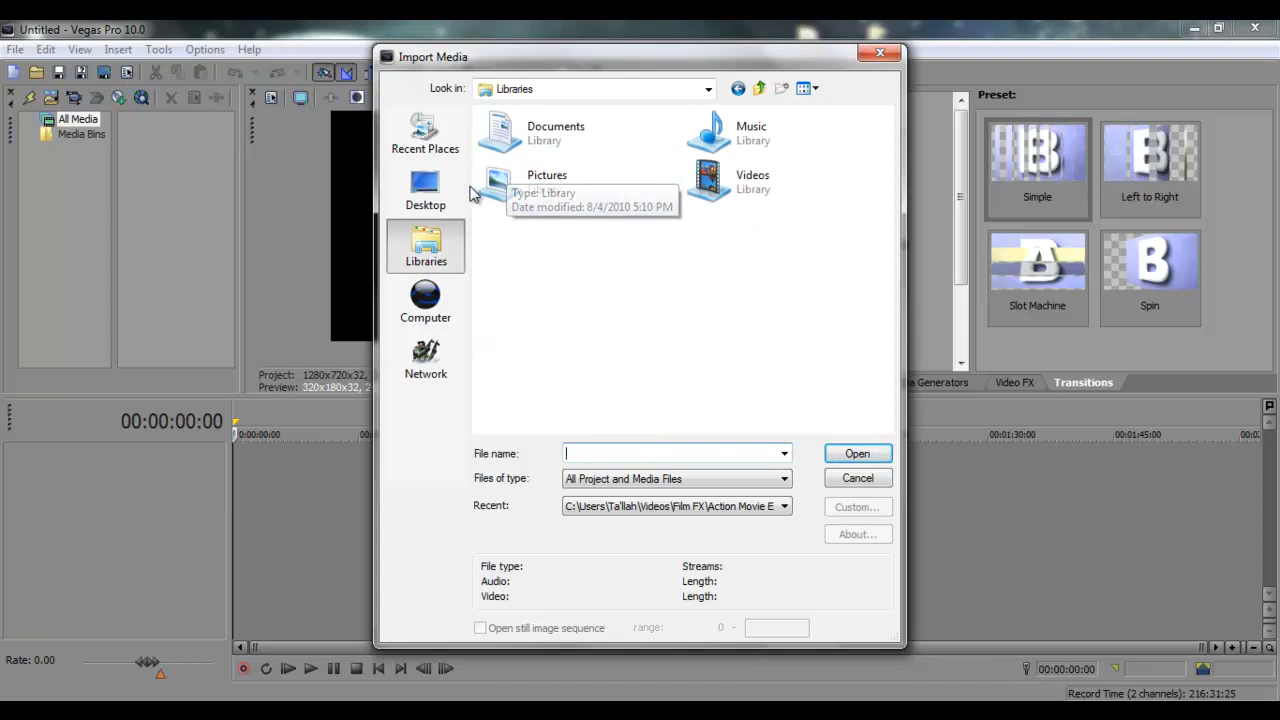 Untitled - Vegas Pro 10.0
File Edit View Insert Tools Options Help
Import Media
Look in: Libraries
Recent Places
Desktop
Libraries
Computer
Network
Documents
Library
Music
Library
Pictures
Videos
Library
Type: Library
Date modified: 8/4/2010 5:10 PM
File name:
Open
Files of type: All Project and Media Files
Cancel
Recent: C:\Users\Ta'llah\Videos\Film FX\Action Movie E
Custom...
About...
File type:
Streams:
Audio:
Length:
Video:
Length:
Open still image sequence
range: 0 -
All Media
Media Bins
Preset:
Simple
Left to Right
Slot Machine
Spin
Project: 1280x720x32,
Preview: 320x180x32,
Generators Video FX Transitions
00:00:00:00
0:00:00:00
00:01:30:00
00:01:45:00
Rate: 0.00
00:00:00:00
Record Time (2 channels): 216:31:25